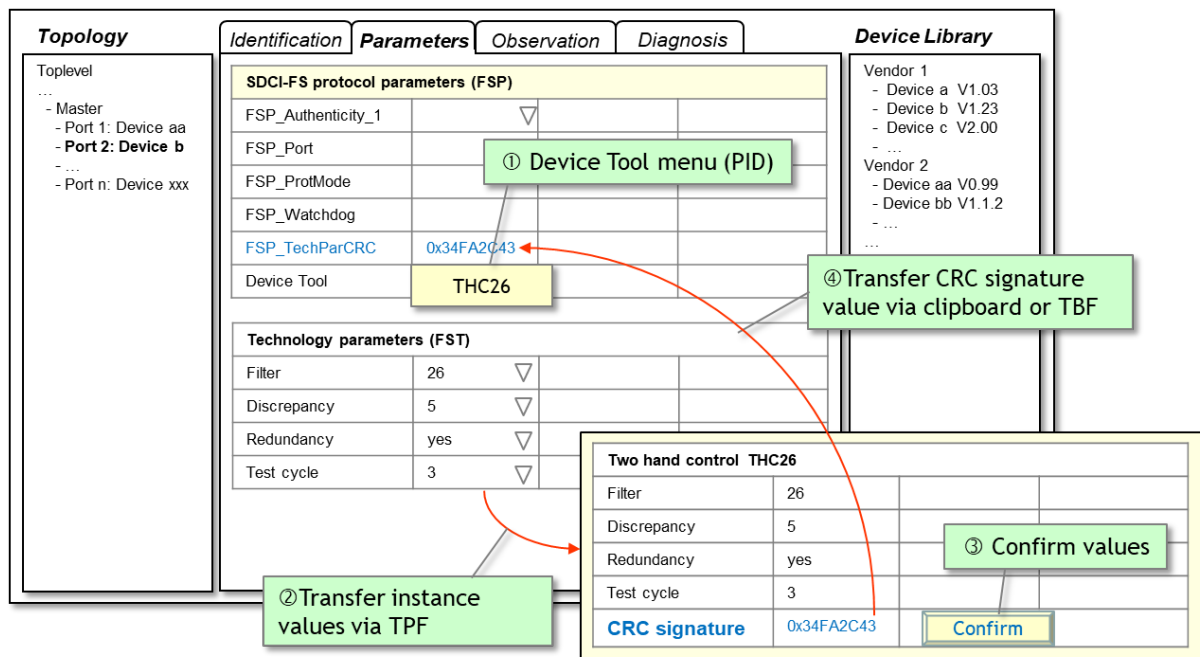 Topology
Toplevel
...
- Master
- Port 1: Device aa
- Port 2: Device b
- ...
- Port n: Device xxx
Identification
Parameters
Observation
Diagnosis
SDCI-FS protocol parameters (FSP)
FSP_Authenticity_1
FSP_Port
FSP_ProtMode
FSP_Watchdog
FSP_TechParCRC 0x34FA2C43
Device Tool THC26
① Device Tool menu (PID)
Technology parameters (FST)
Filter 26
Discrepancy 5
Redundancy yes
Test cycle 3
②Transfer instance
values via TPF
Device Library
Vendor 1
- Device a V1.03
- Device b V1.23
- Device c V2.00
- ...
Vendor 2
- Device aa V0.99
- Device bb V1.1.2
- ...
...
④Transfer CRC signature
value via clipboard or TBF
Two hand control THC26
Filter 26
Discrepancy 5
Redundancy yes
Test cycle 3
CRC signature 0x34FA2C43 Confirm
③ Confirm values